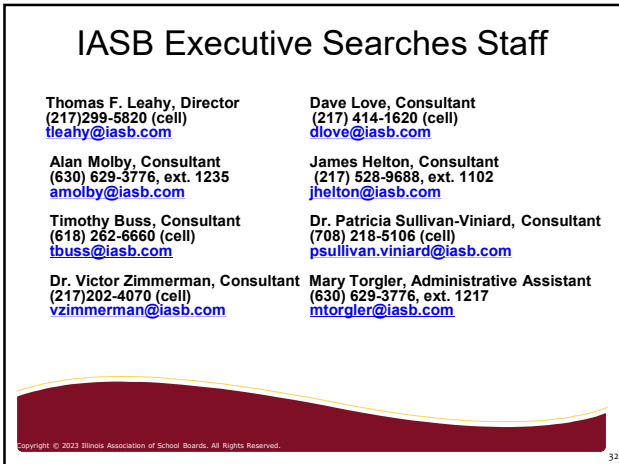 IASB Executive Searches Staff
Thomas F. Leahy, Director
(217)299-5820 (cell)
tleahy@iasb.com
Dave Love, Consultant
(217) 414-1620 (cell)
dlove@iasb.com
Alan Molby, Consultant
(630) 629-3776, ext. 1235
amolby@iasb.com
James Helton, Consultant
(217) 528-9688, ext. 1102
jhelton@iasb.com
Timothy Buss, Consultant
(618) 262-6660 (cell)
tbuss@iasb.com
Dr. Patricia Sullivan-Viniard, Consultant
(708) 218-5106 (cell)
psullivan.viniard@iasb.com
Dr. Victor Zimmerman, Consultant
(217)202-4070 (cell)
vzimmerman@iasb.com
Mary Torgler, Administrative Assistant
(630) 629-3776, ext. 1217
mtorgler@iasb.com
Copyright © 2023 Illinois Association of School Boards. All Rights Reserved.
32